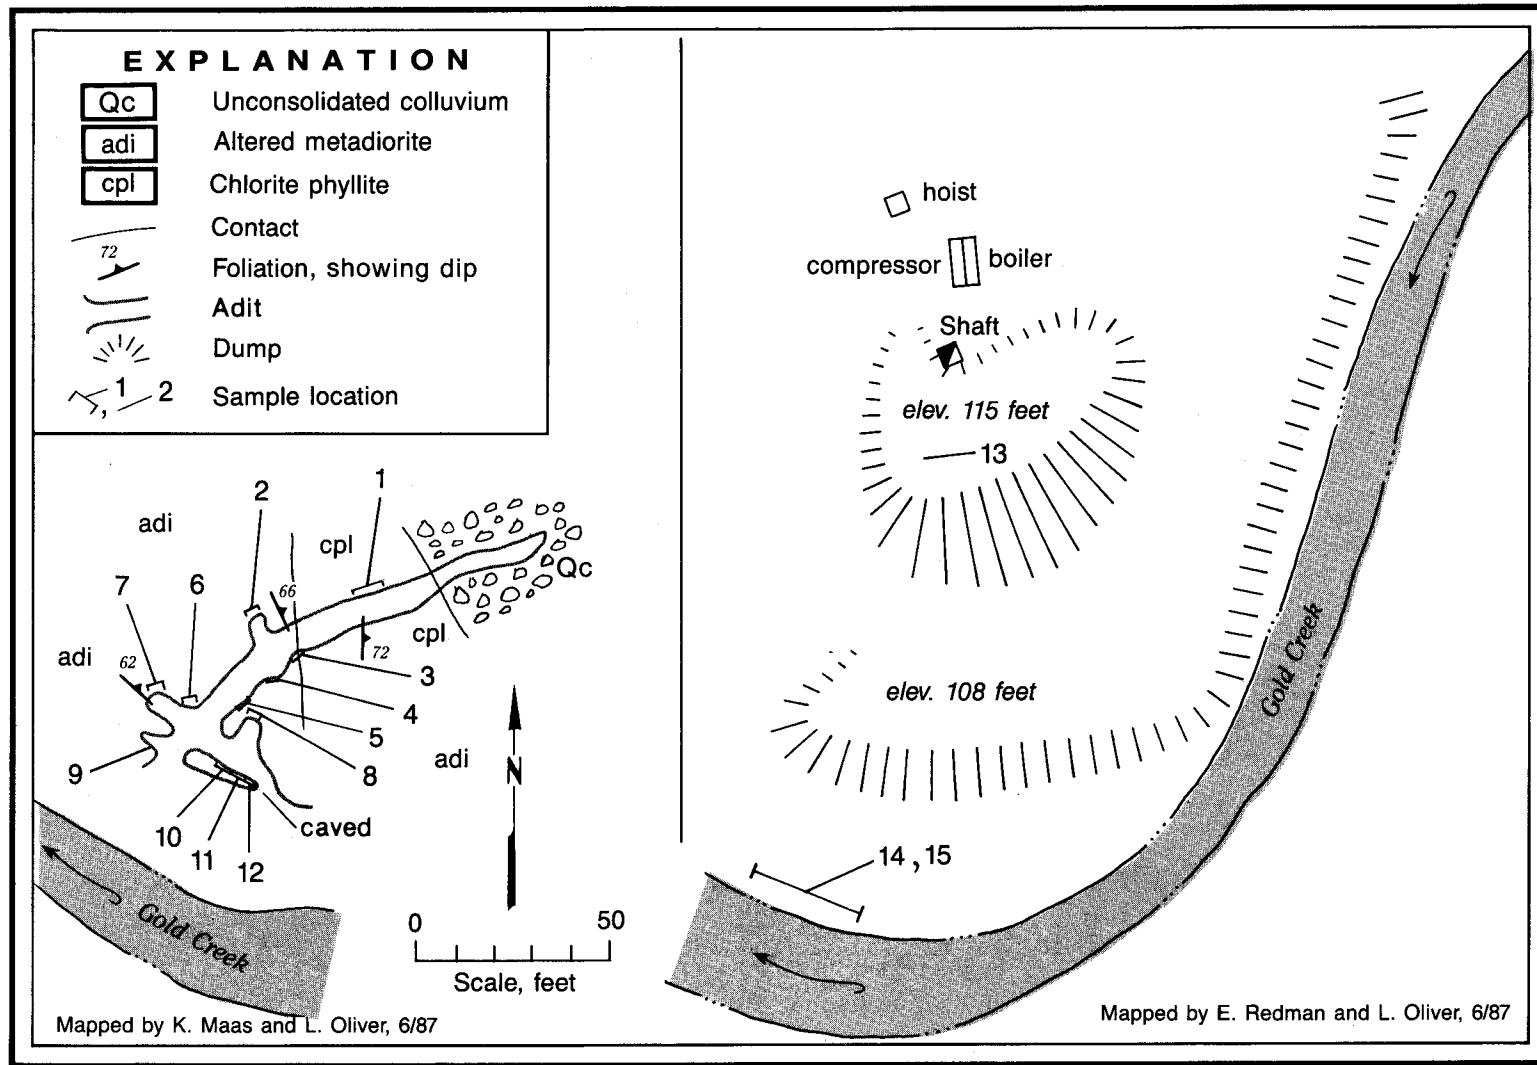 EXPLANATION
Qc Unconsolidated colluvium
adi Altered metadiorite
cpl Chlorite phyllite
Contact
72 Foliation, showing dip
Adit
Dump
1, 2 Sample location
hoist
compressor boiler
Shaft
elev. 115 feet
13
elev. 108 feet
14, 15
Gold Creek
Mapped by E. Redman and L. Oliver, 6/87
1
2
adi
cpl
Qc
7
6
66
cpl
72
adi
62
3
4
5
8
adi
9
N
10
11
12
caved
Gold Creek
0 50
Scale, feet
Mapped by K. Maas and L. Oliver, 6/87